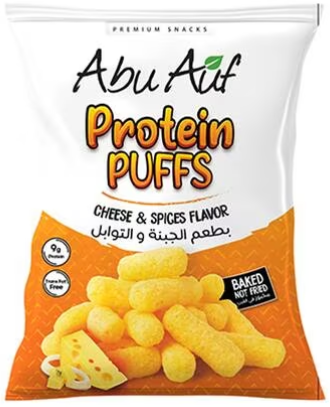 PREMIUM SNACKS
Abu Auf
Protein
PUFFS
CHEESE & SPICES FLAVOR
بطعم الجبنة و التوابل
9g
Protein
Trans Fat
Free
BAKED
NOT FRIED